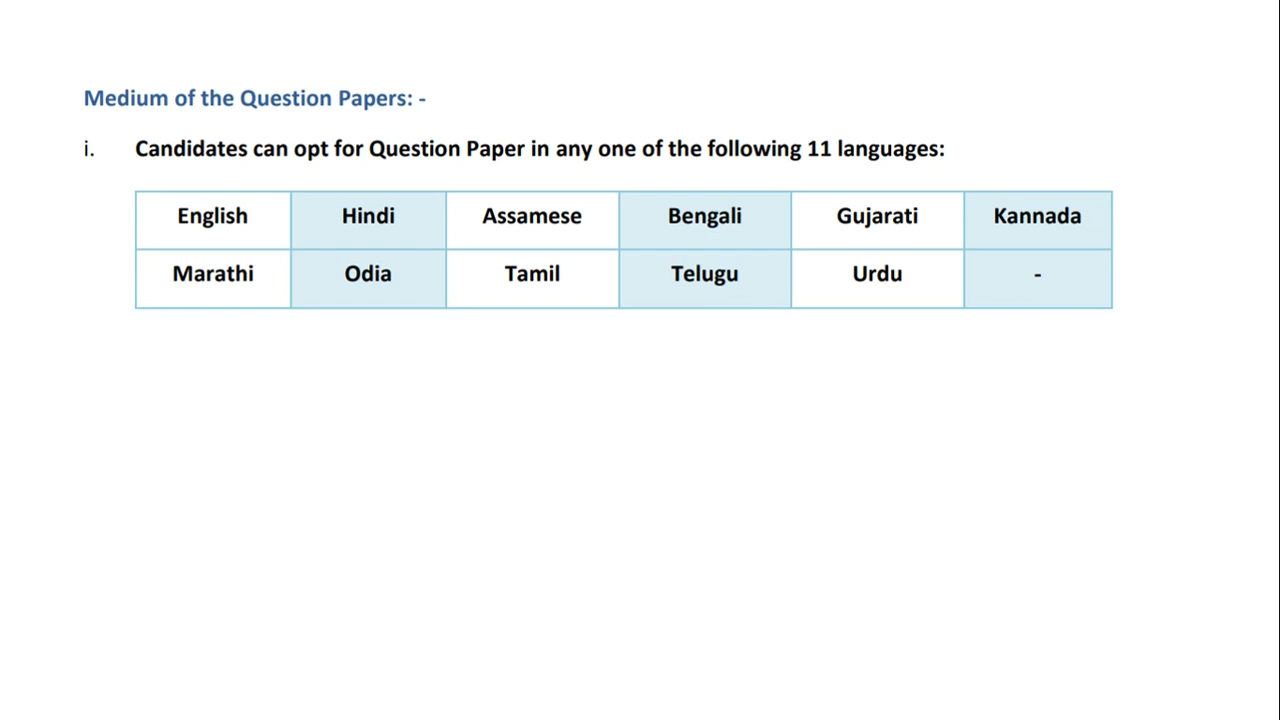 Medium of the Question Papers: -
i. Candidates can opt for Question Paper in any one of the following 11 languages:
English Hindi Assamese Bengali Gujarati Kannada
Marathi Odia Tamil Telugu Urdu -